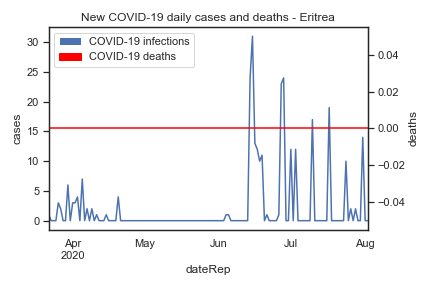 New COVID-19 daily cases and deaths - Eritrea
COVID-19 infections
COVID-19 deaths
30
25
20
15
10
5
0
cases
0.04
0.02
0.00
−0.02
−0.04
deaths
Apr
2020
May
Jun
Jul
Aug
dateRep